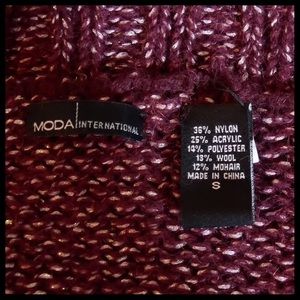 MODA INTERNATIONAL
36% NYLON
25% ACRYLIC
14% POLYESTER
13% WOOL
12% MOHAIR
MADE IN CHINA
S